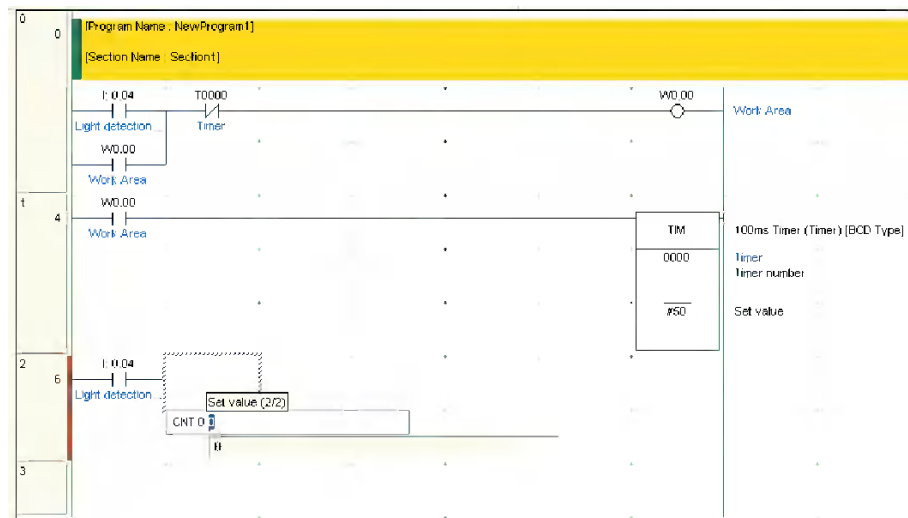 0
0
[Program Name : NewProgram1]
[Section Name : Section1]
I: 0.04
T0000
W0.00
Work Area
Light detection ...
Timer
W0.00
Work Area
1
4
W0.00
Work Area
TIM
100ms Timer (Timer) [BCD Type]
0000
Timer
Timer number
#50
Set value
2
6
I: 0.04
Light detection ...
Set value (2/2)
CNT 0 0
0
3